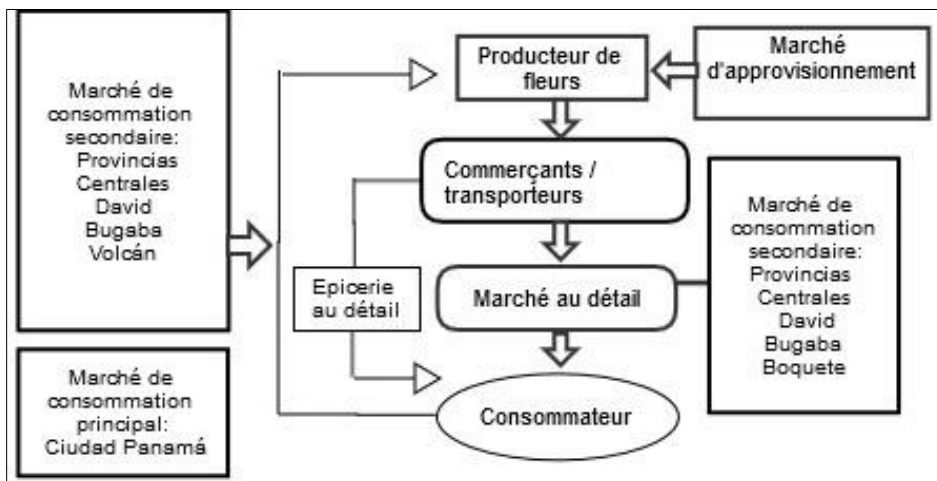 Marché de
consommation
secondaire:
Provincias
Centrales
David
Bugaba
Volcán
Marché de
consommation
principal:
Ciudad Panamá
Producteur de
fleurs
Marché
d'approvisionnement
Commerçants /
transporteurs
Epicerie
au détail
Marché au détail
Consommateur
Marché de
consommation
secondaire:
Provincias
Centrales
David
Bugaba
Boquete